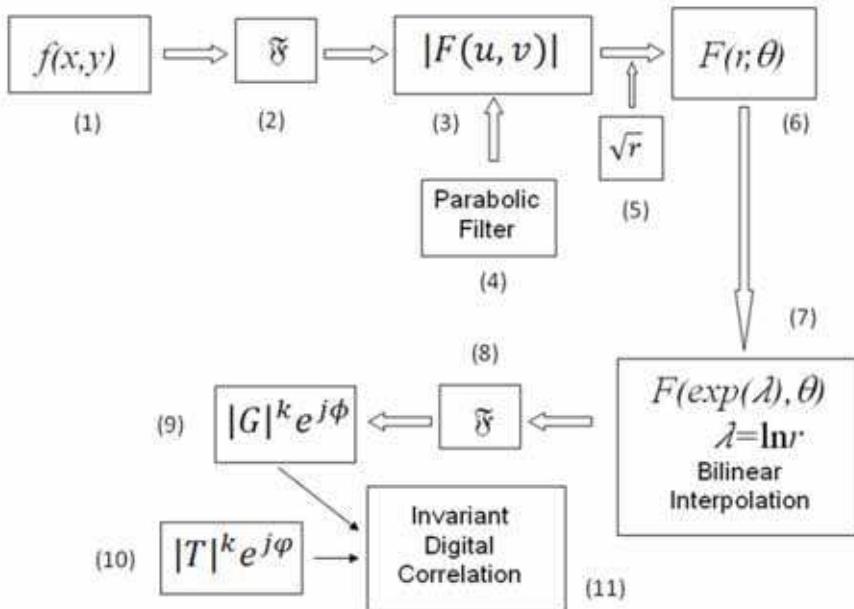 f(x,y)
𝔉
|F(u, v)|
F(r,θ)
(1)
(2)
(3)
(6)
√r
(5)
Parabolic
Filter
(4)
(7)
(8)
F(exp(λ),θ)
λ=lnr
Bilinear
Interpolation
𝔉
(9)
|G|^k e^{jϕ}
Invariant
Digital
Correlation
(10)
|T|^k e^{jφ}
(11)